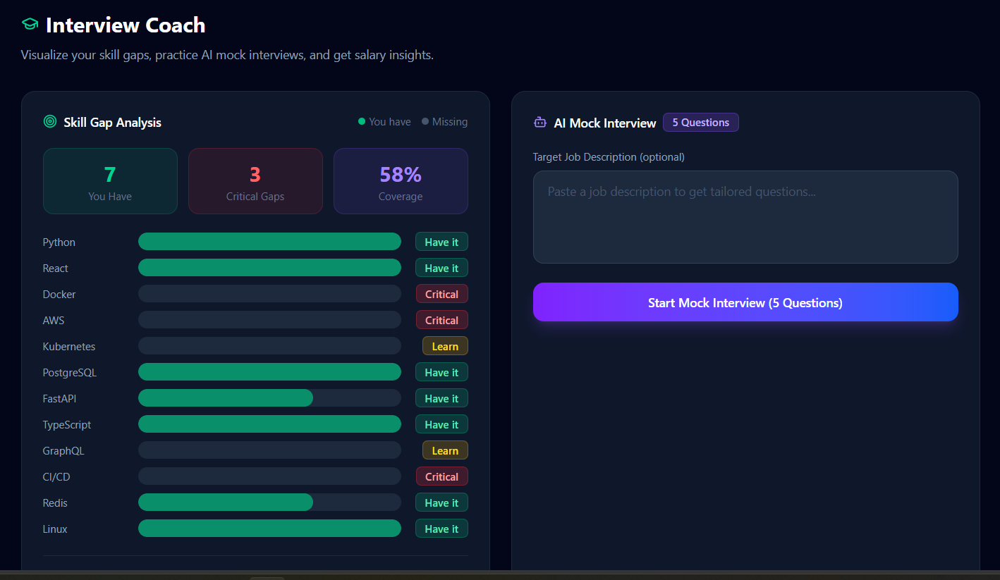 Interview Coach
Visualize your skill gaps, practice AI mock interviews, and get salary insights.
Skill Gap Analysis
You have
Missing
7
You Have
3
Critical Gaps
58%
Coverage
Python Have it
React Have it
Docker Critical
AWS Critical
Kubernetes Learn
PostgreSQL Have it
FastAPI Have it
TypeScript Have it
GraphQL Learn
CI/CD Critical
Redis Have it
Linux Have it
AI Mock Interview
5 Questions
Target Job Description (optional)
Paste a job description to get tailored questions...
Start Mock Interview (5 Questions)